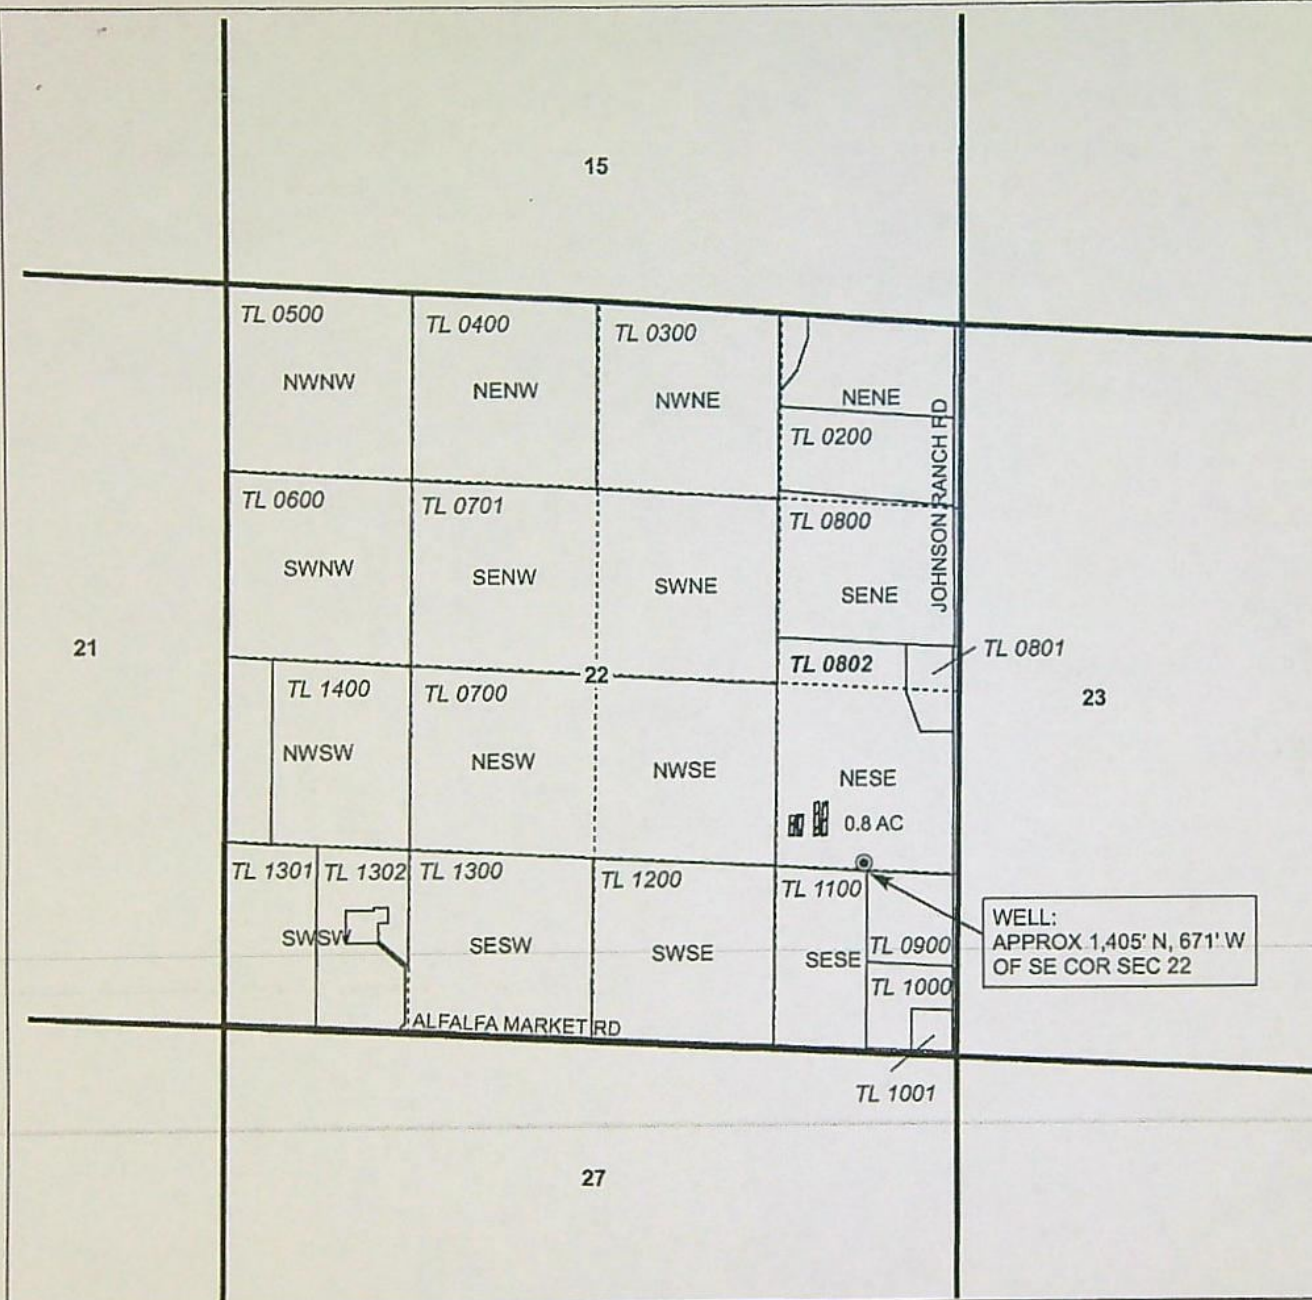 15
TL 0500
TL 0400
TL 0300
NWNW
NENW
NWNE
NENE
TL 0200
JOHNSON RANCH RD
TL 0600
TL 0701
TL 0800
SWNW
SENW
SWNE
SENE
21
22
TL 0802
TL 0801
23
TL 1400
TL 0700
NWSW
NESW
NWSE
NESE
0.8 AC
TL 1301
TL 1302
TL 1300
TL 1200
TL 1100
WELL:
APPROX 1,405' N, 671' W
OF SE COR SEC 22
SWSW
SESW
SWSE
SESE
TL 0900
TL 1000
ALFALFA MARKET RD
TL 1001
27